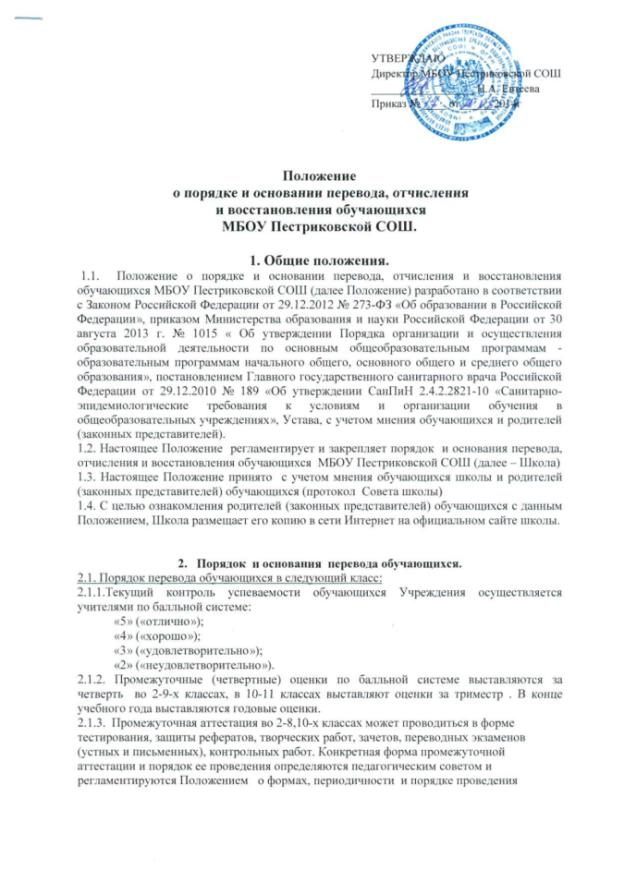 УТВЕРЖДАЮ
Директор МБОУ Пестриковской СОШ
Н.А. Евсеева
Приказ № от 2014г
Положение
о порядке и основании перевода, отчисления
и восстановления обучающихся
МБОУ Пестриковской СОШ.
1. Общие положения.
1.1. Положение о порядке и основании перевода, отчисления и восстановления
обучающихся МБОУ Пестриковской СОШ (далее Положение) разработано в соответствии
с Законом Российской Федерации от 29.12.2012 № 273-ФЗ «Об образовании в Российской
Федерации», приказом Министерства образования и науки Российской Федерации от 30
августа 2013 г. № 1015 « Об утверждении Порядка организации и осуществления
образовательной деятельности по основным общеобразовательным программам -
образовательным программам начального общего, основного общего и среднего общего
образования», постановлением Главного государственного санитарного врача Российской
Федерации от 29.12.2010 № 189 «Об утверждении СанПиН 2.4.2.2821-10 «Санитарно-
эпидемиологические требования к условиям и организации обучения в
общеобразовательных учреждениях», Устава, с учетом мнения обучающихся и родителей
(законных представителей).
1.2. Настоящее Положение регламентирует и закрепляет порядок и основания перевода,
отчисления и восстановления обучающихся МБОУ Пестриковской СОШ (далее – Школа)
1.3. Настоящее Положение принято с учетом мнения обучающихся школы и родителей
(законных представителей) обучающихся (протокол Совета школы)
1.4. С целью ознакомления родителей (законных представителей) обучающихся с данным
Положением, Школа размещает его копию в сети Интернет на официальном сайте школы.
2. Порядок и основания перевода обучающихся.
2.1. Порядок перевода обучающихся в следующий класс:
2.1.1.Текущий контроль успеваемости обучающихся Учреждения осуществляется
учителями по балльной системе:
«5» («отлично»);
«4» («хорошо»);
«3» («удовлетворительно»);
«2» («неудовлетворительно»).
2.1.2. Промежуточные (четвертные) оценки по балльной системе выставляются за
четверть во 2-9-х классах, в 10-11 классах выставляют оценки за триместр . В конце
учебного года выставляются годовые оценки.
2.1.3. Промежуточная аттестация во 2-8,10-х классах может проводиться в форме
тестирования, защиты рефератов, творческих работ, зачетов, переводных экзаменов
(устных и письменных), контрольных работ. Конкретная форма промежуточной
аттестации и порядок ее проведения определяются педагогическим советом и
регламентируются Положением о формах, периодичности и порядке проведения